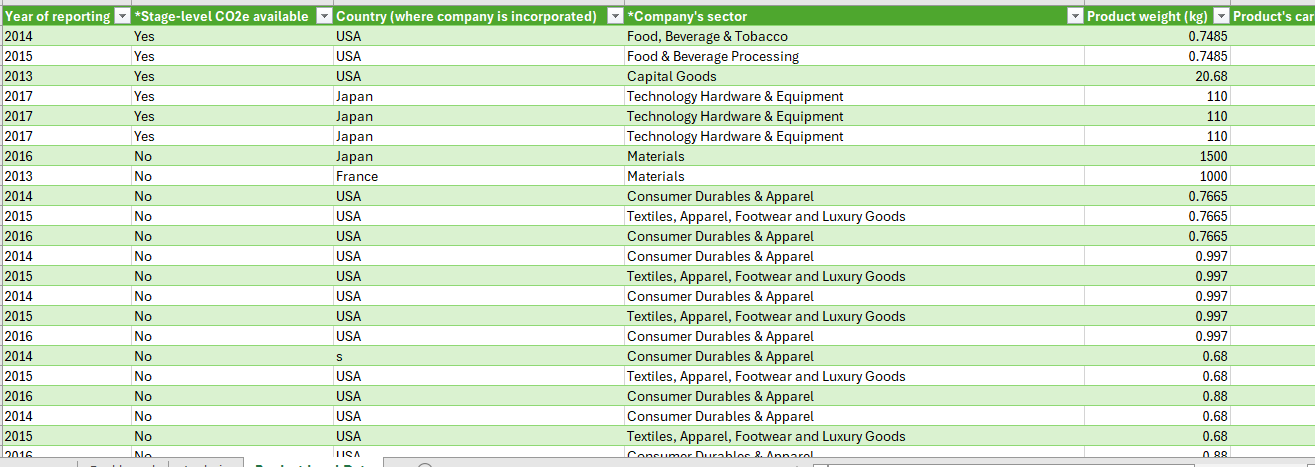 Year of reporting *Stage-level CO2e available Country (where company is incorporated) *Company's sector Product weight (kg) Product's car
2014 Yes USA Food, Beverage & Tobacco 0.7485
2015 Yes USA Food & Beverage Processing 0.7485
2013 Yes USA Capital Goods 20.68
2017 Yes Japan Technology Hardware & Equipment 110
2017 Yes Japan Technology Hardware & Equipment 110
2017 Yes Japan Technology Hardware & Equipment 110
2016 No Japan Materials 1500
2013 No France Materials 1000
2014 No USA Consumer Durables & Apparel 0.7665
2015 No USA Textiles, Apparel, Footwear and Luxury Goods 0.7665
2016 No USA Consumer Durables & Apparel 0.7665
2014 No USA Consumer Durables & Apparel 0.997
2015 No USA Textiles, Apparel, Footwear and Luxury Goods 0.997
2014 No USA Consumer Durables & Apparel 0.997
2015 No USA Textiles, Apparel, Footwear and Luxury Goods 0.997
2016 No USA Consumer Durables & Apparel 0.997
2014 No s Consumer Durables & Apparel 0.68
2015 No USA Textiles, Apparel, Footwear and Luxury Goods 0.68
2016 No USA Consumer Durables & Apparel 0.88
2014 No USA Consumer Durables & Apparel 0.68
2015 No USA Textiles, Apparel, Footwear and Luxury Goods 0.68
2016 No USA Consumer Durables & Apparel 0.88